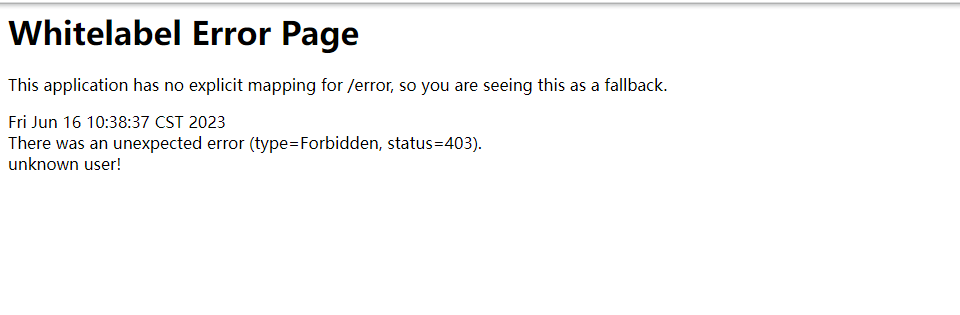 Whitelabel Error Page
This application has no explicit mapping for /error, so you are seeing this as a fallback.
Fri Jun 16 10:38:37 CST 2023
There was an unexpected error (type=Forbidden, status=403).
unknown user!